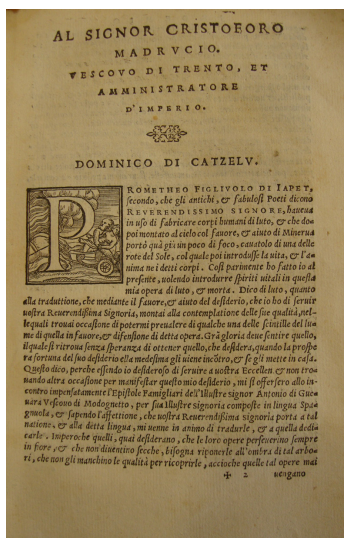 AL SIGNOR CRISTOFORO
MADRVCIO.
VESCOVO DI TRENTO, ET
AMMINISTRATORE
D'IMPERIO.
DOMINICO DI CATZELV.
PROMETHEO FIGLIVOLO DI IAPET,
secondo, che gli antichi, & fabulosi Poeti dicono
REVERENDISSIMO SIGNORE, haueua
in uso di fabricare corpi humani di luto, & che do
poi montato al cielo col fauore, & aiuto di Minerua
portò quà giù un poco di foco, cauatolo di una delle
rote del Sole, col quale poi introdusse la uita, & l'a-
nima ne i detti corpi. Cosi parimente ho fatto io al
presente, uolendo introdurre spiriti uitali in questa
mia opera di luto, & morta. Dico di luto, quanto
alla traduttione, che mediante il fauore, & aiuto del desiderio, che io ho di seruir
uostra Reuerendissima Signoria, montai alla contemplatione delle sue qualità, nel-
lequali trouai occasione di potermi preualere di qualche una delle scintille del lu-
me di quella in fauore, & difensione di detta opera. Grā gloria deue sentire quello,
ilquale si ritroua senza speranza di ottener quello, che desidera, quando la prospe
ra fortuna del suo desiderio ella medesima gli uiene incōtro, & se gli mette in casa.
Questo dico, perche essendo io desideroso di seruire a uostra Eccellen & non tro-
uando altra occasione per manifestar questo mio desiderio, mi si offersero allo in-
contro impensatamente l'Epistole Famigliari dell'Illustre signor Antonio di Gue-
uara Vescouo di Modognetto, per sua Illustre signoria composte in lingua Spa-
gnuola, & sapendo l'affettione, che uostra Reuerendissima signoria porta a tal
natione, & alla detta lingua, mi uenne in animo di tradurle, & a quella dedi-
carle. Imperoche quelli, quai desiderano, che le loro opere perseuerino sempre
in fiore, & che non diuentino secche, bisogna riponerle all'ombra di tal arbo-
ri, che non gli manchino le qualità per ricoprirle, accioche quelle tal opere mai
✠ 2 uengano